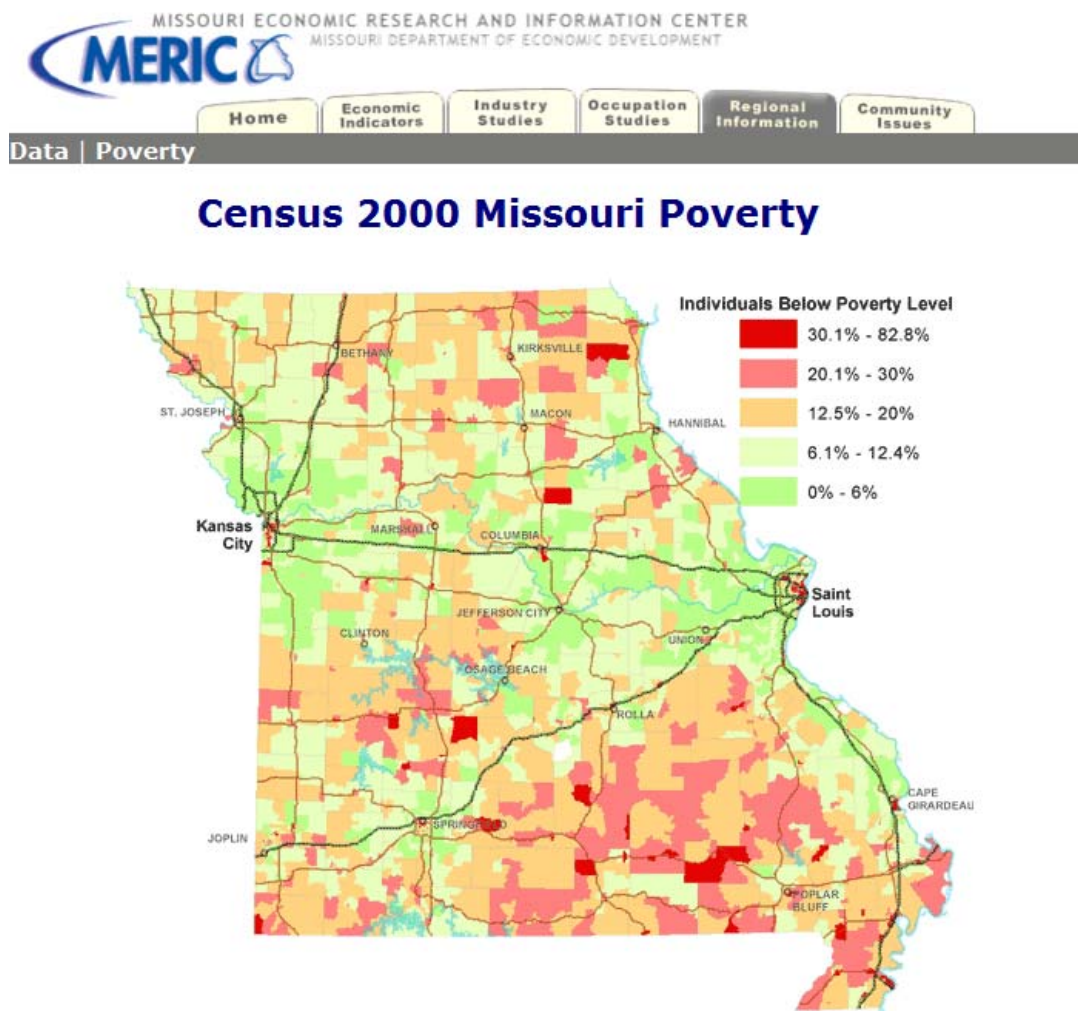 MISSOURI ECONOMIC RESEARCH AND INFORMATION CENTER
MISSOURI DEPARTMENT OF ECONOMIC DEVELOPMENT
MERIC
Home
Economic
Indicators
Industry
Studies
Occupation
Studies
Regional
Information
Community
Issues
Data | Poverty
Census 2000 Missouri Poverty
Individuals Below Poverty Level
30.1% - 82.8%
20.1% - 30%
12.5% - 20%
6.1% - 12.4%
0% - 6%
BETHANY
KIRKSVILLE
ST. JOSEPH
MACON
HANNIBAL
Kansas
City
MARSHALL
COLUMBIA
Saint
Louis
JEFFERSON CITY
CLINTON
UNION
OSAGE BEACH
ROLLA
CAPE
GIRARDEAU
JOPLIN
SPRINGFIELD
POPLAR
BLUFF